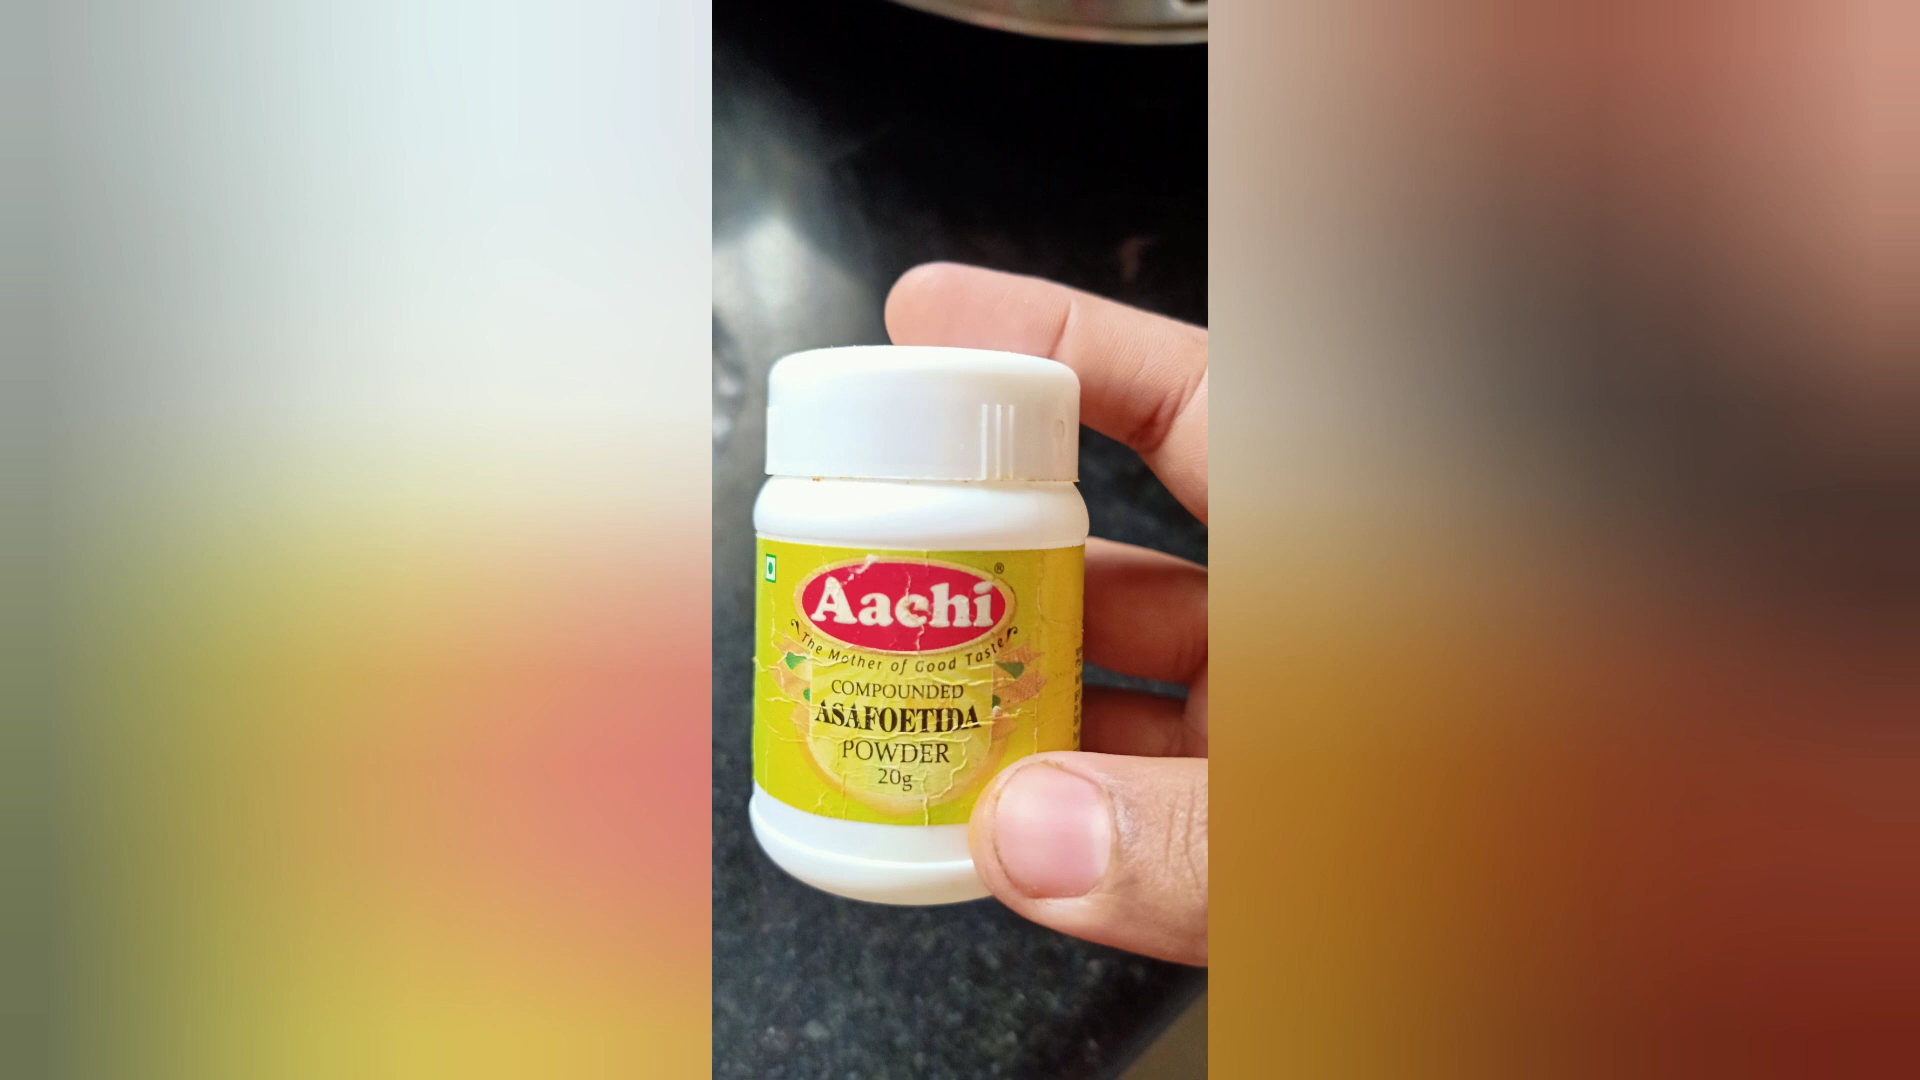 Aachi®
The Mother of Good Taste
COMPOUNDED
ASAFOETIDA
POWDER
20g